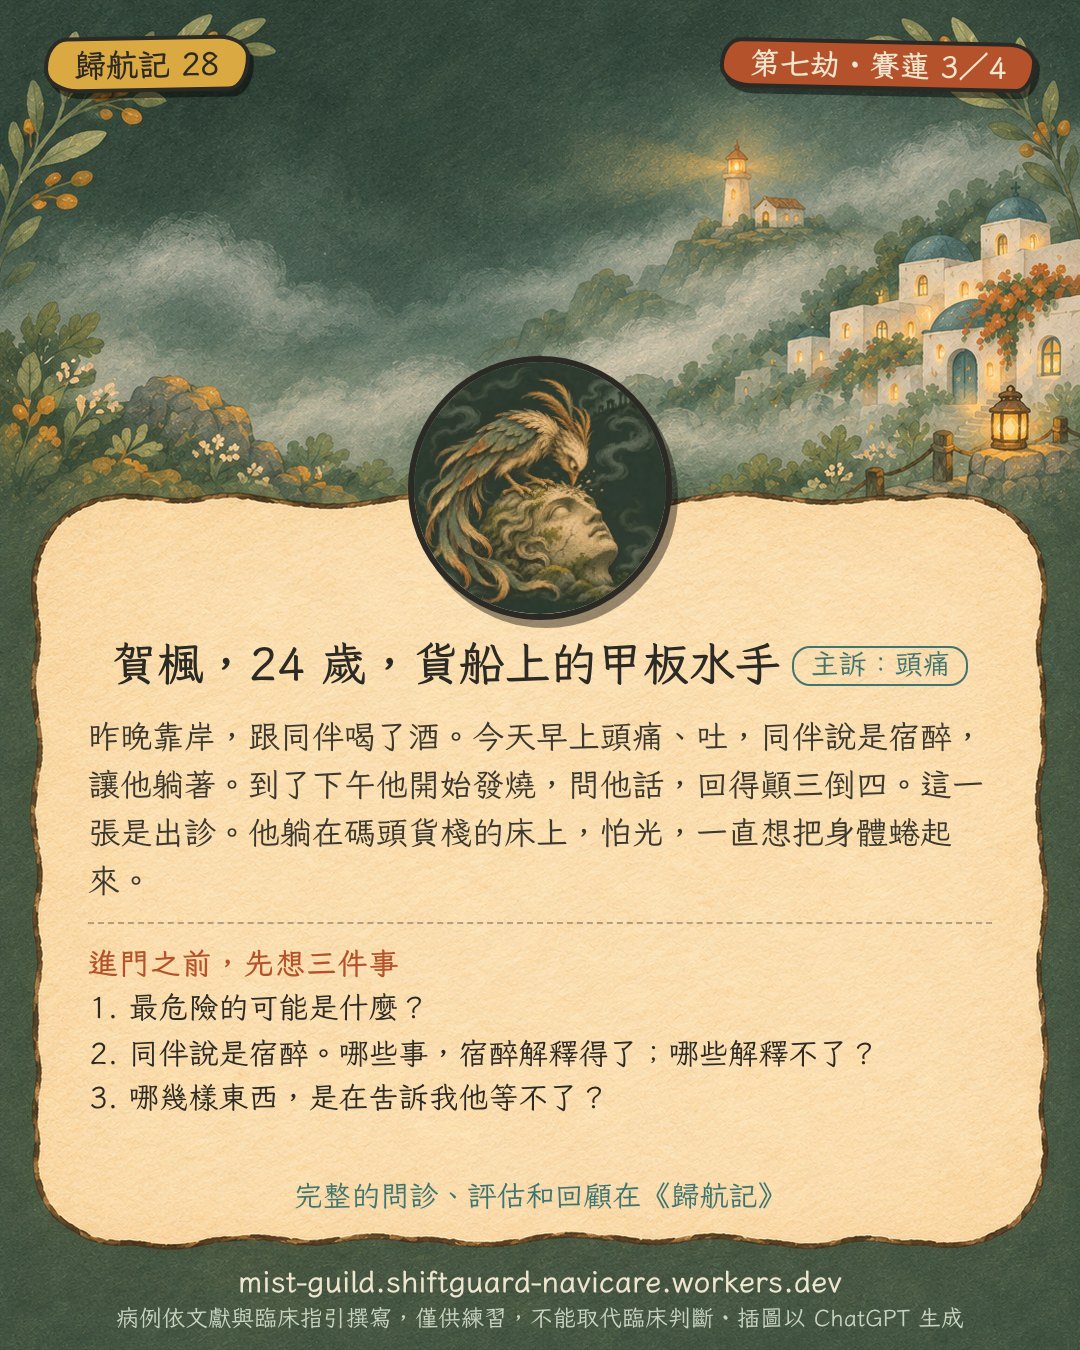 歸航記 28
第七劫・賽蓮 3／4
賀楓，24 歲，貨船上的甲板水手
主訴：頭痛
昨晚靠岸，跟同伴喝了酒。今天早上頭痛、吐，同伴說是宿醉，
讓他躺著。到了下午他開始發燒，問他話，回得顛三倒四。這一
張是出診。他躺在碼頭貨棧的床上，怕光，一直想把身體蜷起
來。
進門之前，先想三件事
1. 最危險的可能是什麼？
2. 同伴說是宿醉。哪些事，宿醉解釋得了；哪些解釋不了？
3. 哪幾樣東西，是在告訴我他等不了？
完整的問診、評估和回顧在《歸航記》
mist-guild.shiftguard-navicare.workers.dev
病例依文獻與臨床指引撰寫，僅供練習，不能取代臨床判斷・插圖以 ChatGPT 生成